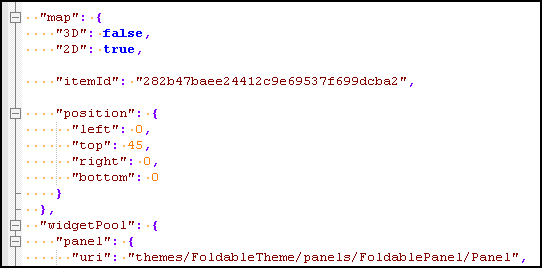 "map": {
"3D": false,
"2D": true,
"itemId": "282b47baee24412c9e69537f699dcba2",
"position": {
"left": 0,
"top": 45,
"right": 0,
"bottom": 0
}
},
"widgetPool": {
"panel": {
"uri": "themes/FoldableTheme/panels/FoldablePanel/Panel",